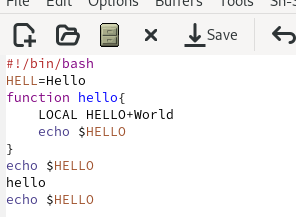 File Edit Options Buffers Tools Sh-S
Save
#!/bin/bash
HELL=Hello
function hello{
    LOCAL HELLO+World
    echo $HELLO
}
echo $HELLO
hello
echo $HELLO